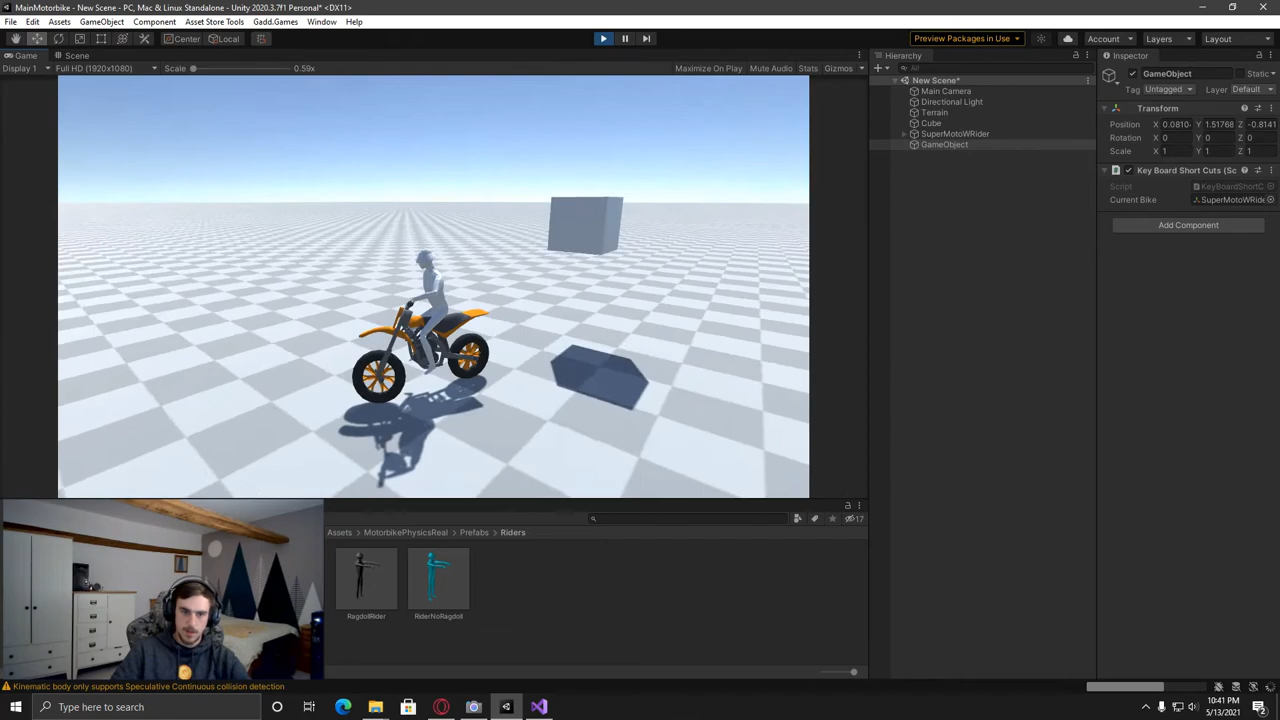 MainMotorbike - New Scene - PC, Mac & Linux Standalone - Unity 2020.3.7f1 Personal* <DX11>
File Edit Assets GameObject Component Asset Store Tools Gadd.Games Window Help
Center Local Preview Packages in Use Account Layers Layout
Game Scene
Display 1 Full HD (1920x1080) Scale 0.59x Maximize On Play Mute Audio Stats Gizmos
Hierarchy
All
New Scene*
Main Camera
Directional Light
Terrain
Cube
SuperMotoWRider
GameObject
Inspector
GameObject Static
Tag Untagged Layer Default
Transform
Position X 0.0810 Y 1.51768 Z -0.8141
Rotation X 0 Y 0 Z 0
Scale X 1 Y 1 Z 1
Key Board Short Cuts (Sc
Script KeyBoardShortC
Current Bike SuperMotoWRide
Add Component
17
Assets MotorbikePhysicsReal Prefabs Riders
RagdollRider RiderNoRagdoll
Kinematic body only supports Speculative Continuous collision detection
Type here to search
10:41 PM
5/13/2021
2